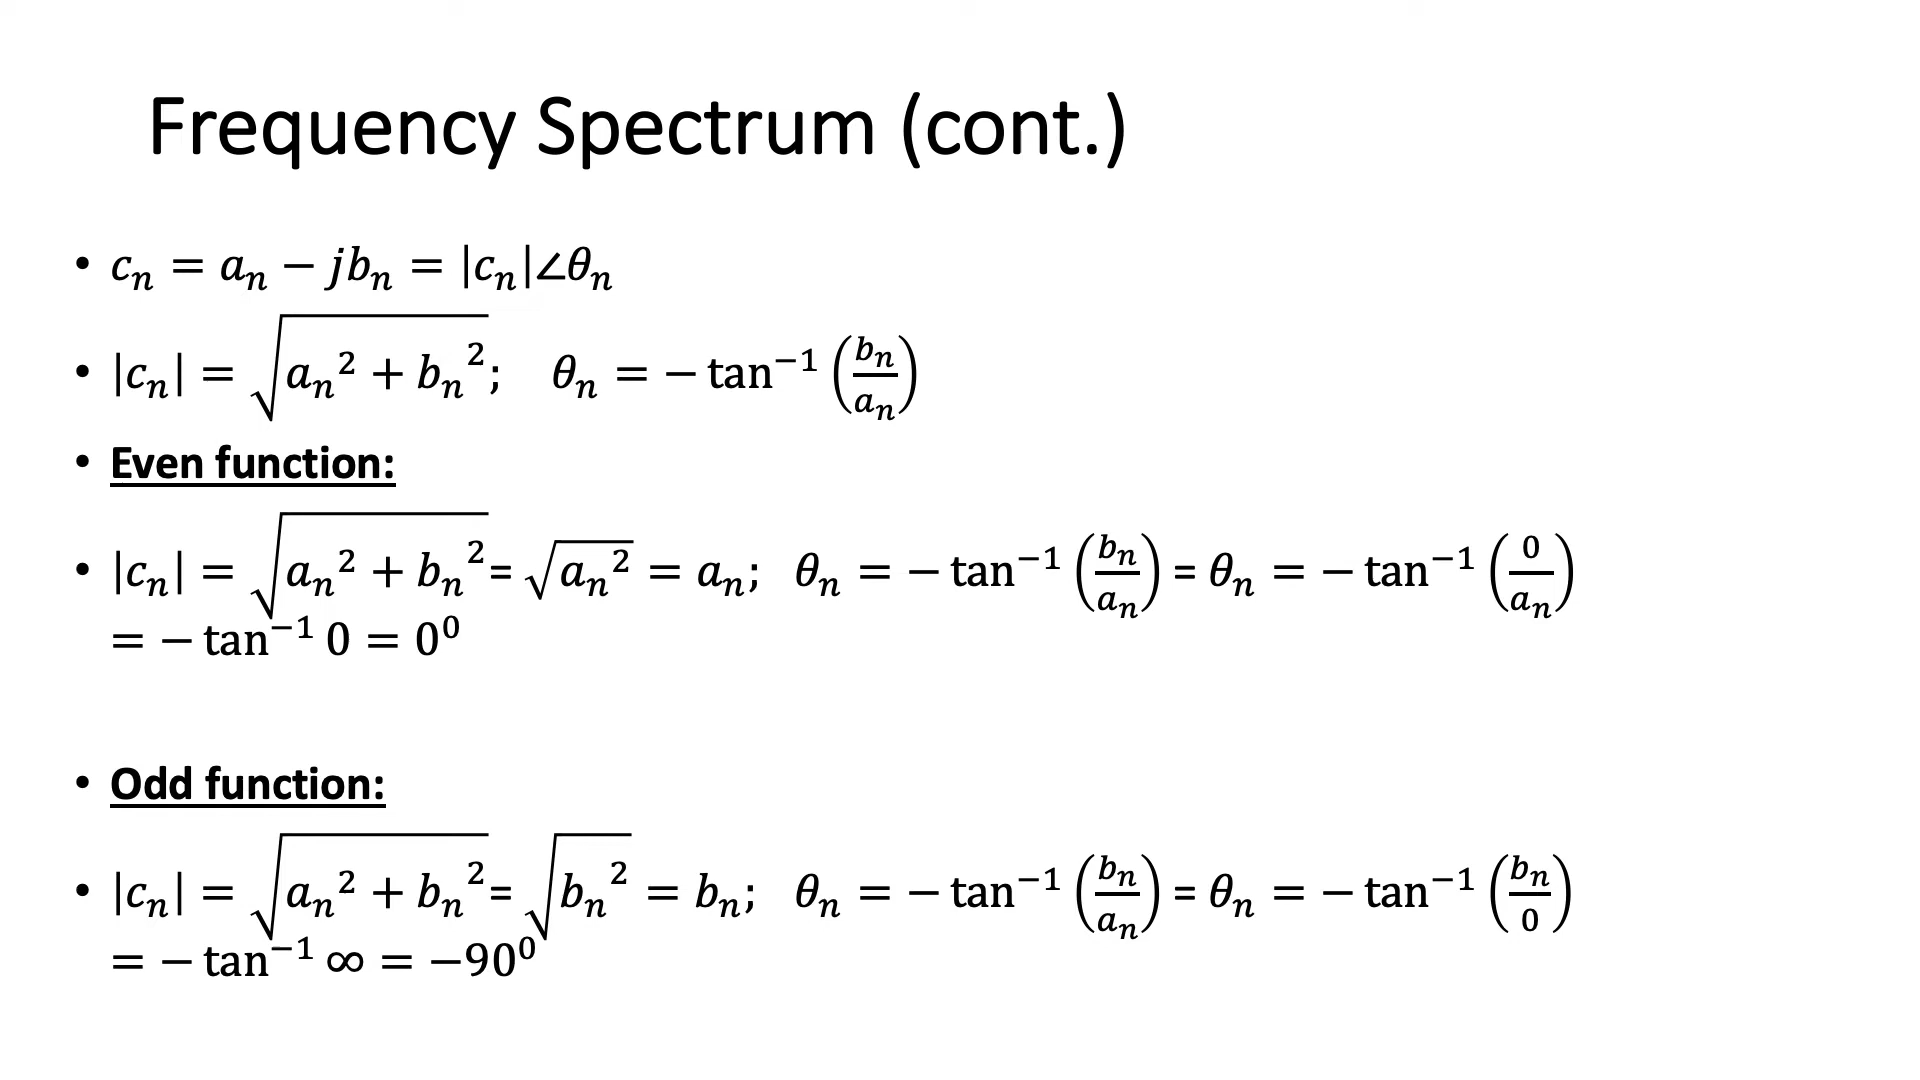 Frequency Spectrum (cont.)
• 𝑐ₙ = 𝑎ₙ − 𝑗𝑏ₙ = |𝑐ₙ|∠𝜃ₙ
• |𝑐ₙ| = √(𝑎ₙ² + 𝑏ₙ²); 𝜃ₙ = − tan⁻¹ (𝑏ₙ/𝑎ₙ)
• Even function:
• |𝑐ₙ| = √(𝑎ₙ² + 𝑏ₙ²) = √(𝑎ₙ²) = 𝑎ₙ; 𝜃ₙ = − tan⁻¹ (𝑏ₙ/𝑎ₙ) = 𝜃ₙ = − tan⁻¹ (0/𝑎ₙ)
= − tan⁻¹ 0 = 0⁰
• Odd function:
• |𝑐ₙ| = √(𝑎ₙ² + 𝑏ₙ²) = √(𝑏ₙ²) = 𝑏ₙ; 𝜃ₙ = − tan⁻¹ (𝑏ₙ/𝑎ₙ) = 𝜃ₙ = − tan⁻¹ (𝑏ₙ/0)
= − tan⁻¹ ∞ = −90⁰